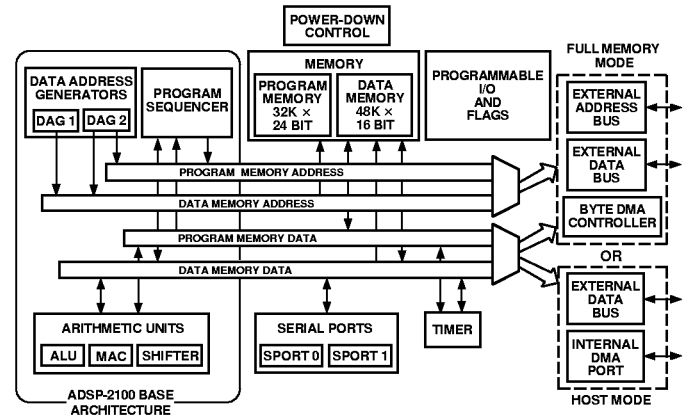 POWER-DOWN
CONTROL
DATA ADDRESS
GENERATORS
DAG 1
DAG 2
PROGRAM
SEQUENCER
MEMORY
PROGRAM
MEMORY
32K ×
24 BIT
DATA
MEMORY
48K ×
16 BIT
PROGRAMMABLE
I/O
AND
FLAGS
FULL MEMORY
MODE
EXTERNAL
ADDRESS
BUS
EXTERNAL
DATA
BUS
BYTE DMA
CONTROLLER
OR
EXTERNAL
DATA
BUS
INTERNAL
DMA
PORT
HOST MODE
PROGRAM MEMORY ADDRESS
DATA MEMORY ADDRESS
PROGRAM MEMORY DATA
DATA MEMORY DATA
ARITHMETIC UNITS
ALU
MAC
SHIFTER
SERIAL PORTS
SPORT 0
SPORT 1
TIMER
ADSP-2100 BASE
ARCHITECTURE